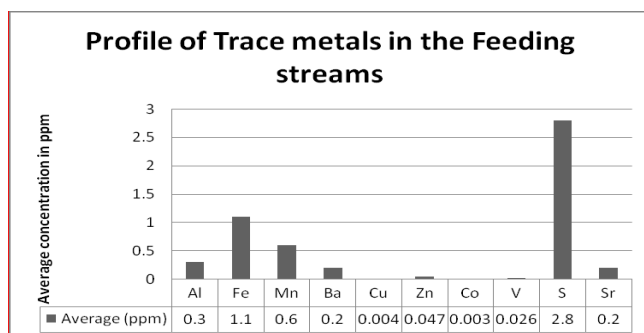 Profile of Trace metals in the Feeding
streams
Average concentration in ppm
3
2.5
2
1.5
1
0.5
0
Al Fe Mn Ba Cu Zn Co V S Sr
Average (ppm) 0.3 1.1 0.6 0.2 0.004 0.047 0.003 0.026 2.8 0.2